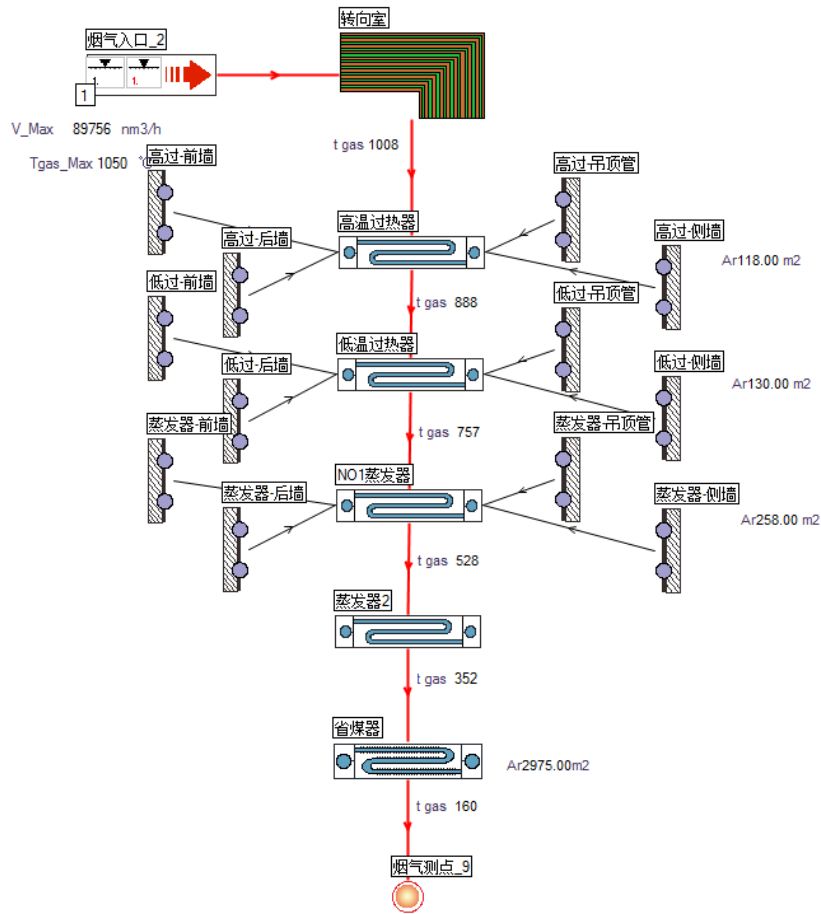 转向室
烟气入口_2
1.
1.
1
V_Max 89756 nm3/h
t gas 1008
Tgas_Max 1050 ℃
高过-前墙
高过-吊顶管
高温过热器
高过-后墙
高过-侧墙
Ar118.00 m2
低过-前墙
t gas 888
低过-吊顶管
低温过热器
低过-后墙
低过-侧墙
Ar130.00 m2
蒸发器-前墙
t gas 757
蒸发器-吊顶管
NO1蒸发器
蒸发器-后墙
蒸发器-侧墙
Ar258.00 m2
t gas 528
蒸发器2
t gas 352
省煤器
Ar2975.00m2
t gas 160
烟气测点_9